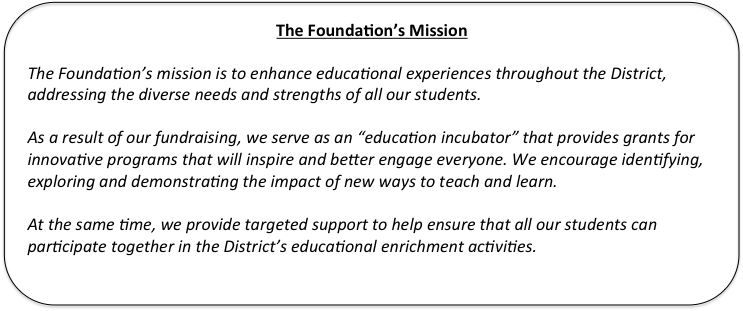 The Foundation’s Mission
The Foundation’s mission is to enhance educational experiences throughout the District,
addressing the diverse needs and strengths of all our students.
As a result of our fundraising, we serve as an “education incubator” that provides grants for
innovative programs that will inspire and better engage everyone. We encourage identifying,
exploring and demonstrating the impact of new ways to teach and learn.
At the same time, we provide targeted support to help ensure that all our students can
participate together in the District’s educational enrichment activities.